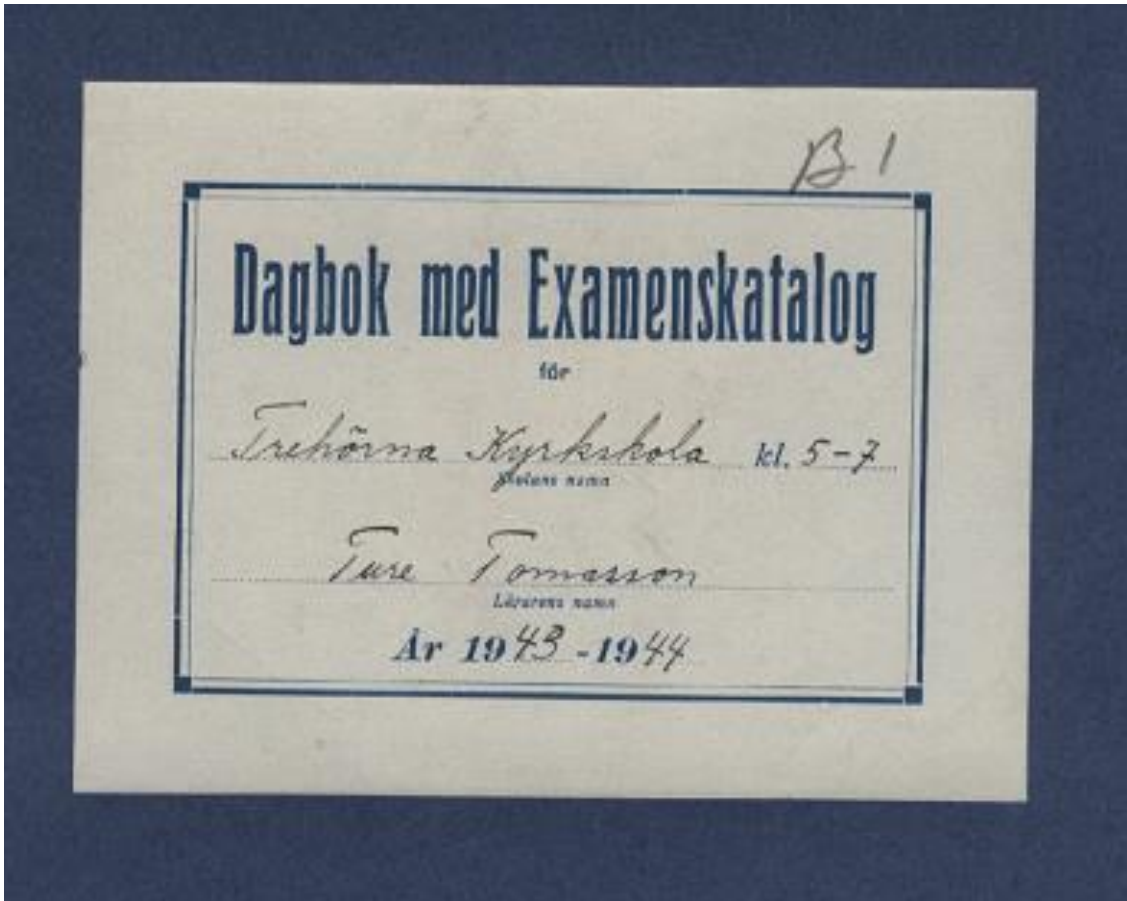 B 1
Dagbok med Examenskatalog
för
Trehörna Kyrkskola kl. 5-7
Skolans namn
Ture Tomasson
Lärarens namn
År 1943-1944